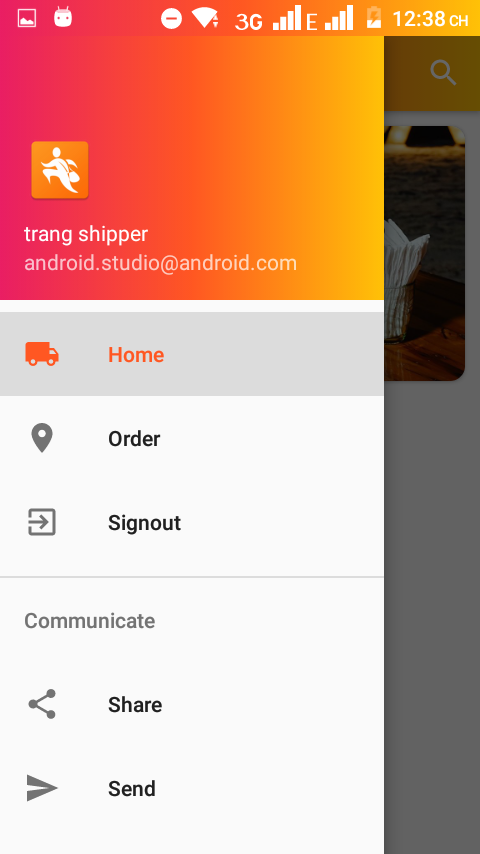 3G E 12:38 CH
trang shipper
android.studio@android.com
Home
Order
Signout
Communicate
Share
Send